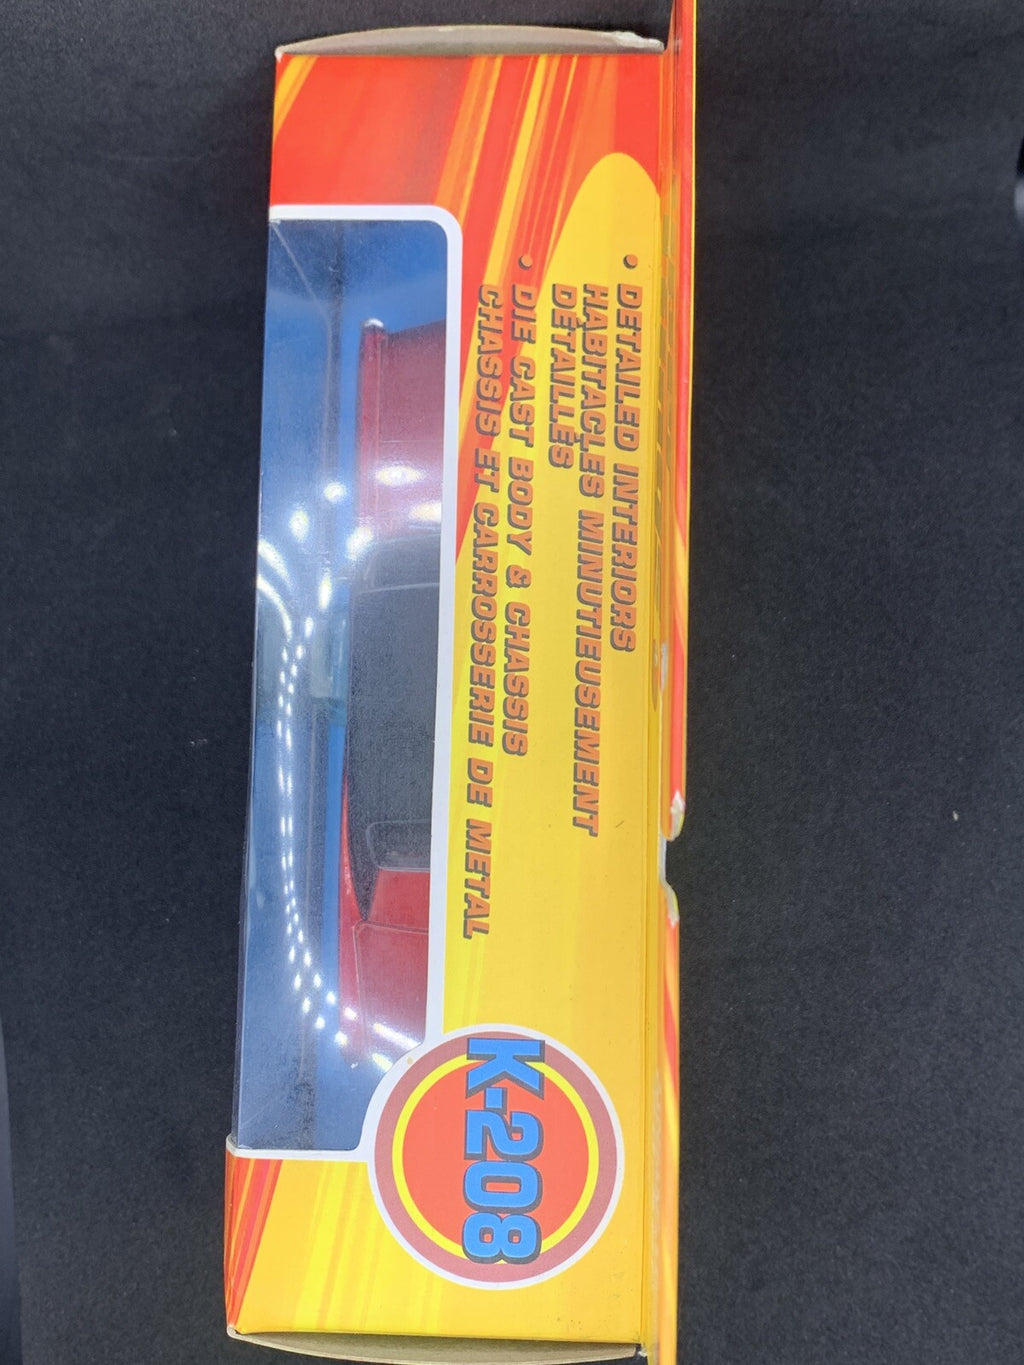 • DETAILED INTERIORS
HABITACLES MINUTIEUSEMENT
DÉTAILLÉS
• DIE CAST BODY & CHASSIS
CHASSIS ET CARROSSERIE DE METAL
K-208